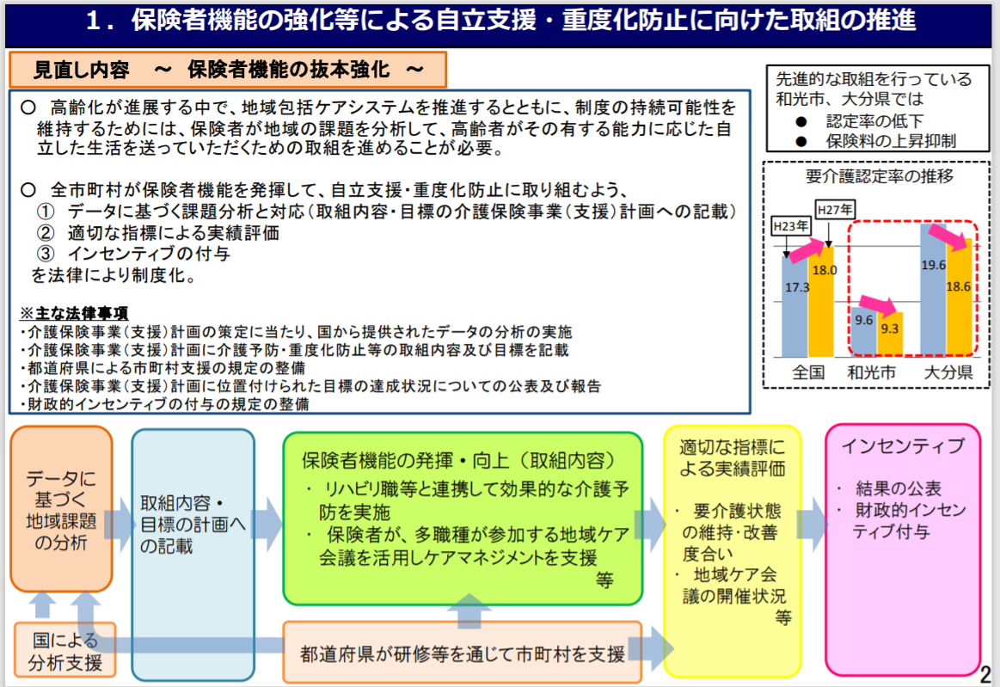 １．保険者機能の強化等による自立支援・重度化防止に向けた取組の推進
見直し内容　～　保険者機能の抜本強化　～
○　高齢化が進展する中で、地域包括ケアシステムを推進するとともに、制度の持続可能性を
維持するためには、保険者が地域の課題を分析して、高齢者がその有する能力に応じた自
立した生活を送っていただくための取組を進めることが必要。
○　全市町村が保険者機能を発揮して、自立支援・重度化防止に取り組むよう、
①　データに基づく課題分析と対応（取組内容・目標の介護保険事業（支援）計画への記載）
②　適切な指標による実績評価
③　インセンティブの付与
を法律により制度化。
※主な法律事項
・介護保険事業（支援）計画の策定に当たり、国から提供されたデータの分析の実施
・介護保険事業（支援）計画に介護予防・重度化防止等の取組内容及び目標を記載
・都道府県による市町村支援の規定の整備
・介護保険事業（支援）計画に位置付けられた目標の達成状況についての公表及び報告
・財政的インセンティブの付与の規定の整備
先進的な取組を行っている
和光市、大分県では
●　認定率の低下
●　保険料の上昇抑制
要介護認定率の推移
H23年
H27年
17.3
18.0
9.6
9.3
19.6
18.6
全国
和光市
大分県
データに
基づく
地域課題
の分析
国による
分析支援
取組内容・
目標の計画へ
の記載
保険者機能の発揮・向上（取組内容）
・　リハビリ職等と連携して効果的な介護予
防を実施
・　保険者が、多職種が参加する地域ケア
会議を活用しケアマネジメントを支援
等
都道府県が研修等を通じて市町村を支援
適切な指標に
よる実績評価
・　要介護状態
の維持・改善
度合い
・　地域ケア会
議の開催状況
等
インセンティブ
・　結果の公表
・　財政的インセン
ティブ付与
2